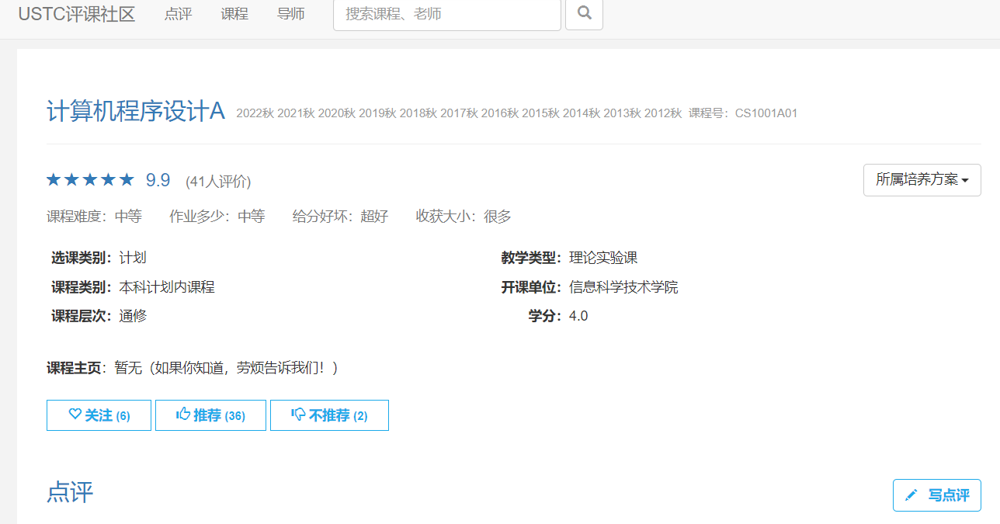 USTC评课社区 点评 课程 导师 搜索课程、老师
计算机程序设计A 2022秋 2021秋 2020秋 2019秋 2018秋 2017秋 2016秋 2015秋 2014秋 2013秋 2012秋 课程号：CS1001A01
★★★★★ 9.9 (41人评价) 所属培养方案
课程难度：中等 作业多少：中等 给分好坏：超好 收获大小：很多
选课类别：计划 教学类型：理论实验课
课程类别：本科计划内课程 开课单位：信息科学技术学院
课程层次：通修 学分：4.0
课程主页：暂无（如果你知道，劳烦告诉我们！）
关注 (6) 推荐 (36) 不推荐 (2)
点评 写点评